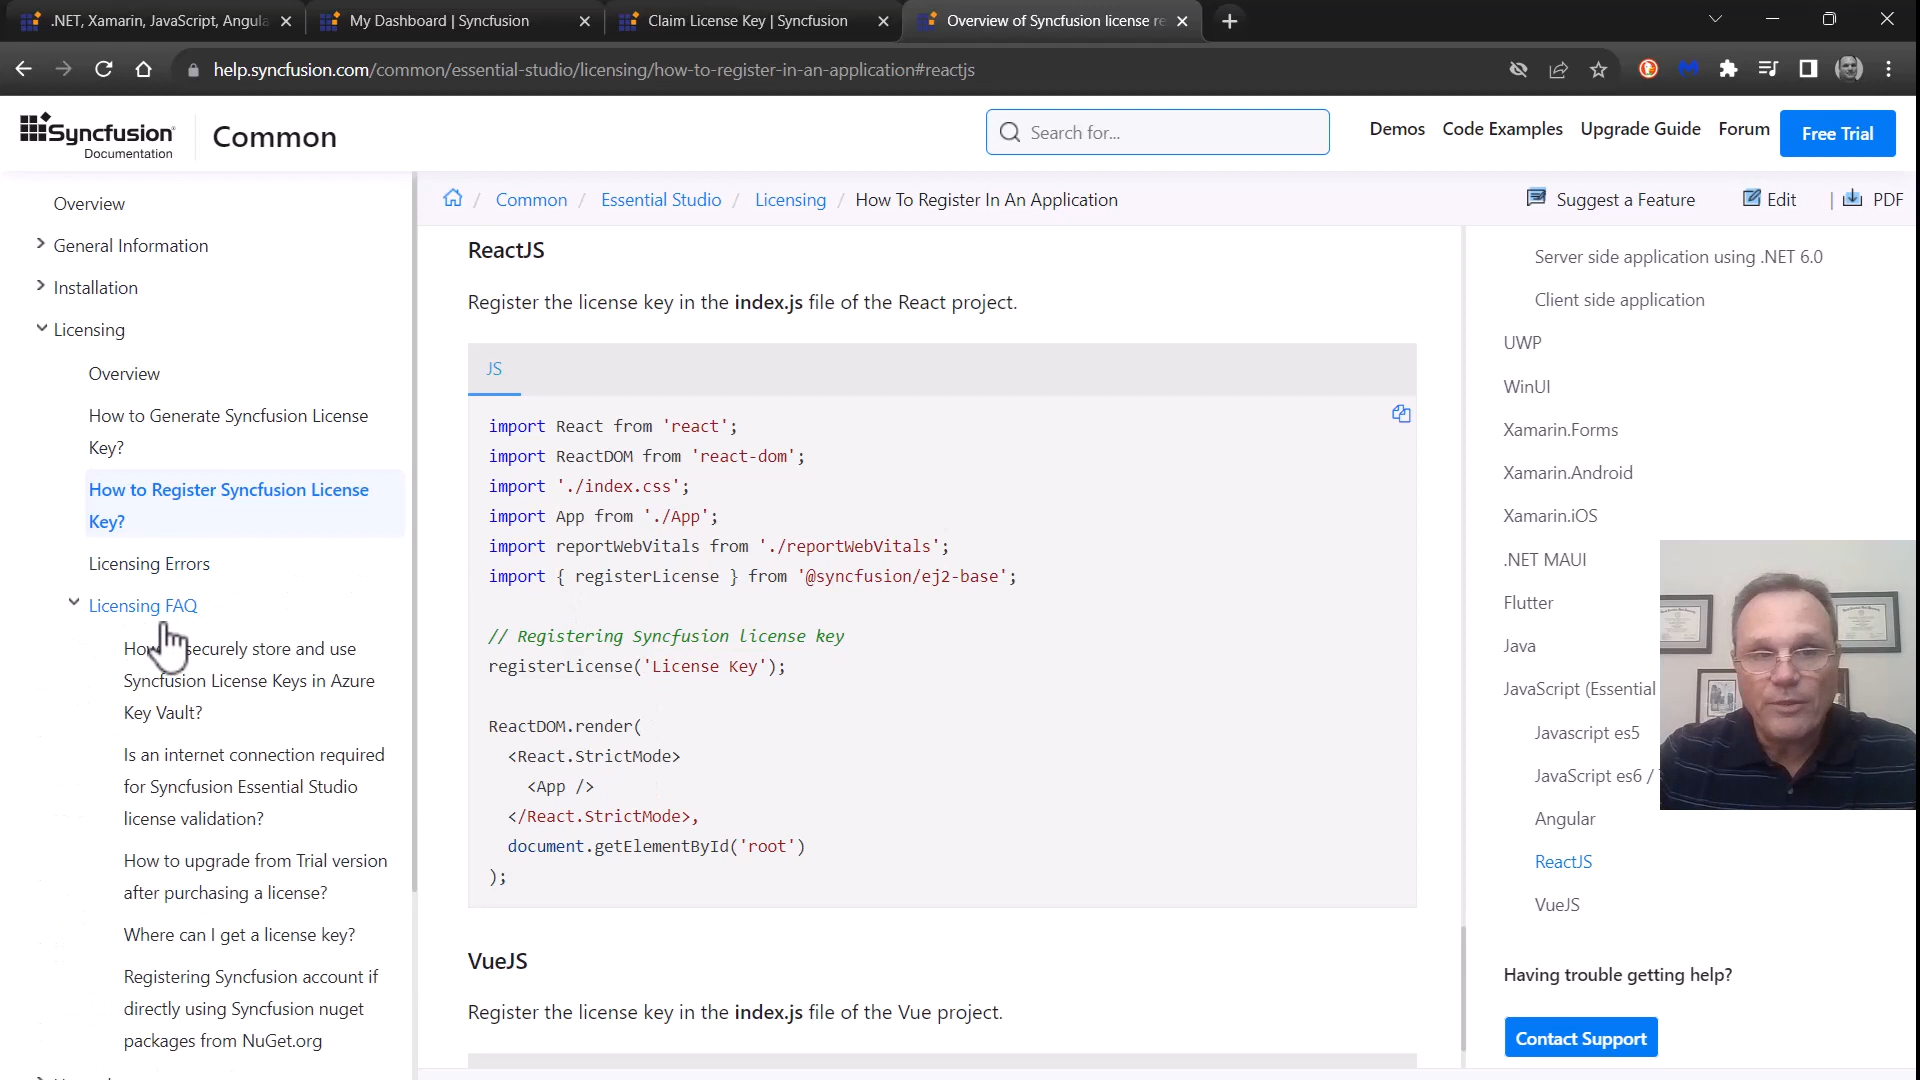 .NET, Xamarin, JavaScript, Angula
My Dashboard | Syncfusion
Claim License Key | Syncfusion
Overview of Syncfusion license re
help.syncfusion.com/common/essential-studio/licensing/how-to-register-in-an-application#reactjs
Syncfusion
Documentation
Common
Search for...
Demos
Code Examples
Upgrade Guide
Forum
Free Trial
Overview
General Information
Installation
Licensing
Overview
How to Generate Syncfusion License
Key?
How to Register Syncfusion License
Key?
Licensing Errors
Licensing FAQ
securely store and use
Syncfusion License Keys in Azure
Key Vault?
Is an internet connection required
for Syncfusion Essential Studio
license validation?
How to upgrade from Trial version
after purchasing a license?
Where can I get a license key?
Registering Syncfusion account if
directly using Syncfusion nuget
packages from NuGet.org
/ Common / Essential Studio / Licensing / How To Register In An Application
Suggest a Feature
Edit
| PDF
ReactJS
Register the license key in the index.js file of the React project.
JS
import React from 'react';
import ReactDOM from 'react-dom';
import './index.css';
import App from './App';
import reportWebVitals from './reportWebVitals';
import { registerLicense } from '@syncfusion/ej2-base';
// Registering Syncfusion license key
registerLicense('License Key');
ReactDOM.render(
<React.StrictMode>
<App />
</React.StrictMode>,
document.getElementById('root')
);
VueJS
Register the license key in the index.js file of the Vue project.
Server side application using .NET 6.0
Client side application
UWP
WinUI
Xamarin.Forms
Xamarin.Android
Xamarin.iOS
.NET MAUI
Flutter
Java
JavaScript (Essential
Javascript es5
JavaScript es6 /
Angular
ReactJS
VueJS
Having trouble getting help?
Contact Support